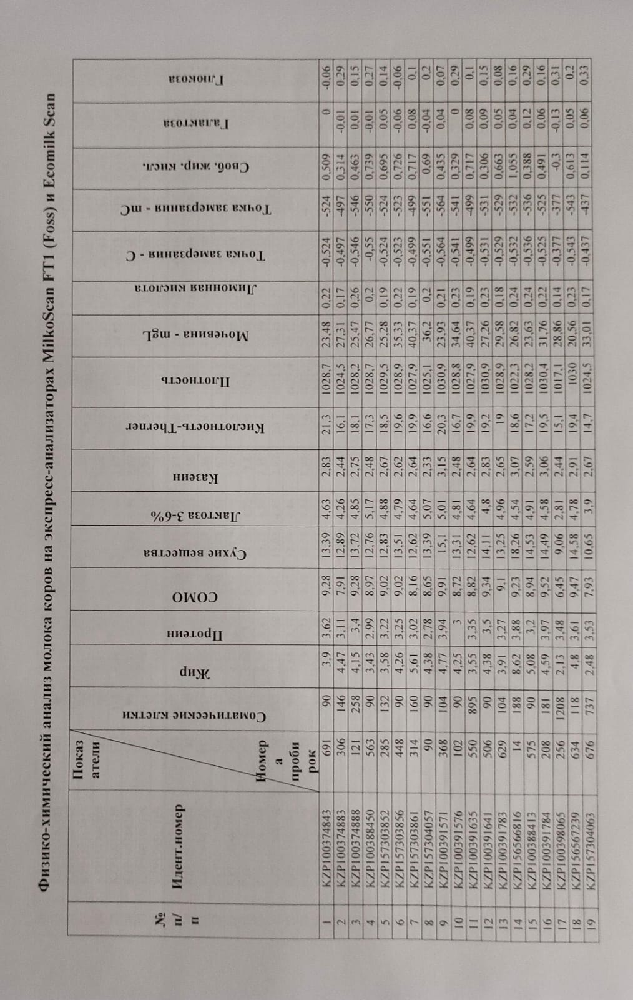 Физико-химический анализ молока коров на экспресс-анализаторах MilkoScan FT1 (Foss) и Ecomilk Scan
№ п/п Идент.номер Показатели Номера пробирок Соматические клетки Жир Протеин СОМО Сухие вещества Лактоза 3-6% Казеин Кислотность-Therner Плотность Мочевина - mgL Лимонная кислота Точка замерзания - C Точка замерзания - mC Своб. жир. кисл. Галактоза Глюкоза
1 KZP100374843 691 90 3,9 3,62 9,28 13,39 4,63 2,83 21,3 1028,7 23,48 0,22 -0,524 -524 0,509 0 -0,06
2 KZP100374883 306 146 4,47 3,11 7,91 12,89 4,26 2,44 16,1 1024,5 27,31 0,17 -0,497 -497 0,314 -0,01 0,29
3 KZP100374888 121 258 4,15 3,4 9,28 13,72 4,85 2,75 18,1 1028,2 25,47 0,26 -0,546 -546 0,463 0,01 0,15
4 KZP100388450 563 90 3,43 2,99 8,97 12,76 5,17 2,48 17,3 1028,7 26,77 0,2 -0,55 -550 0,739 -0,01 0,27
5 KZP157303852 285 132 3,58 3,22 9,02 12,83 4,88 2,67 18,5 1029,5 25,28 0,19 -0,524 -524 0,695 0,05 0,14
6 KZP157303856 448 90 4,26 3,25 9,02 13,51 4,79 2,62 19,6 1028,9 35,33 0,22 -0,523 -523 0,726 -0,06 -0,06
7 KZP157303861 314 160 5,61 3,02 8,16 12,62 4,64 2,64 19,9 1027,9 40,37 0,19 -0,499 -499 0,717 0,08 0,1
8 KZP157304057 90 90 4,38 2,78 8,65 13,39 5,07 2,33 16,6 1025,1 36,2 0,2 -0,551 -551 0,69 -0,04 0,2
9 KZP100391571 368 104 4,77 3,94 9,91 15,1 5,01 3,15 20,3 1030,9 23,93 0,21 -0,564 -564 0,435 0,04 0,07
10 KZP100391576 102 90 4,25 3 8,72 13,31 4,81 2,48 16,7 1028,8 34,64 0,23 -0,541 -541 0,329 0 0,29
11 KZP100391635 550 895 3,55 3,35 8,82 12,62 4,64 2,64 19,9 1027,9 40,37 0,19 -0,499 -499 0,717 0,08 0,1
12 KZP100391641 506 90 4,38 3,5 9,34 14,11 4,8 2,83 19,2 1030,9 27,26 0,23 -0,531 -531 0,306 0,09 0,15
13 KZP100391783 629 104 3,91 3,27 9,1 13,25 4,96 2,65 19 1028,9 29,58 0,18 -0,529 -529 0,663 0,05 0,08
14 KZP156566816 14 188 8,62 3,88 9,23 18,26 4,54 3,07 18,6 1022,3 26,82 0,24 -0,532 -532 1,055 0,04 0,16
15 KZP100388413 575 90 5,08 3,2 8,94 14,53 4,91 2,59 17,2 1028,2 23,63 0,24 -0,536 -536 0,388 0,12 0,29
16 KZP100391784 208 181 4,59 3,97 9,52 14,49 4,58 3,06 19,5 1030,4 31,76 0,22 -0,525 -525 0,491 0,06 0,16
17 KZP100398065 256 1208 2,13 3,48 6,45 9,06 2,81 2,44 15,1 1017,1 28,86 0,14 -0,377 -377 -0,3 -0,13 0,31
18 KZP156567239 634 118 4,8 3,61 9,47 14,58 4,78 2,91 19,4 1030 20,56 0,23 -0,543 -543 0,613 0,05 0,2
19 KZP157304063 676 737 2,48 3,53 7,93 10,65 3,9 2,67 14,7 1024,5 33,01 0,17 -0,437 -437 0,114 0,06 0,33